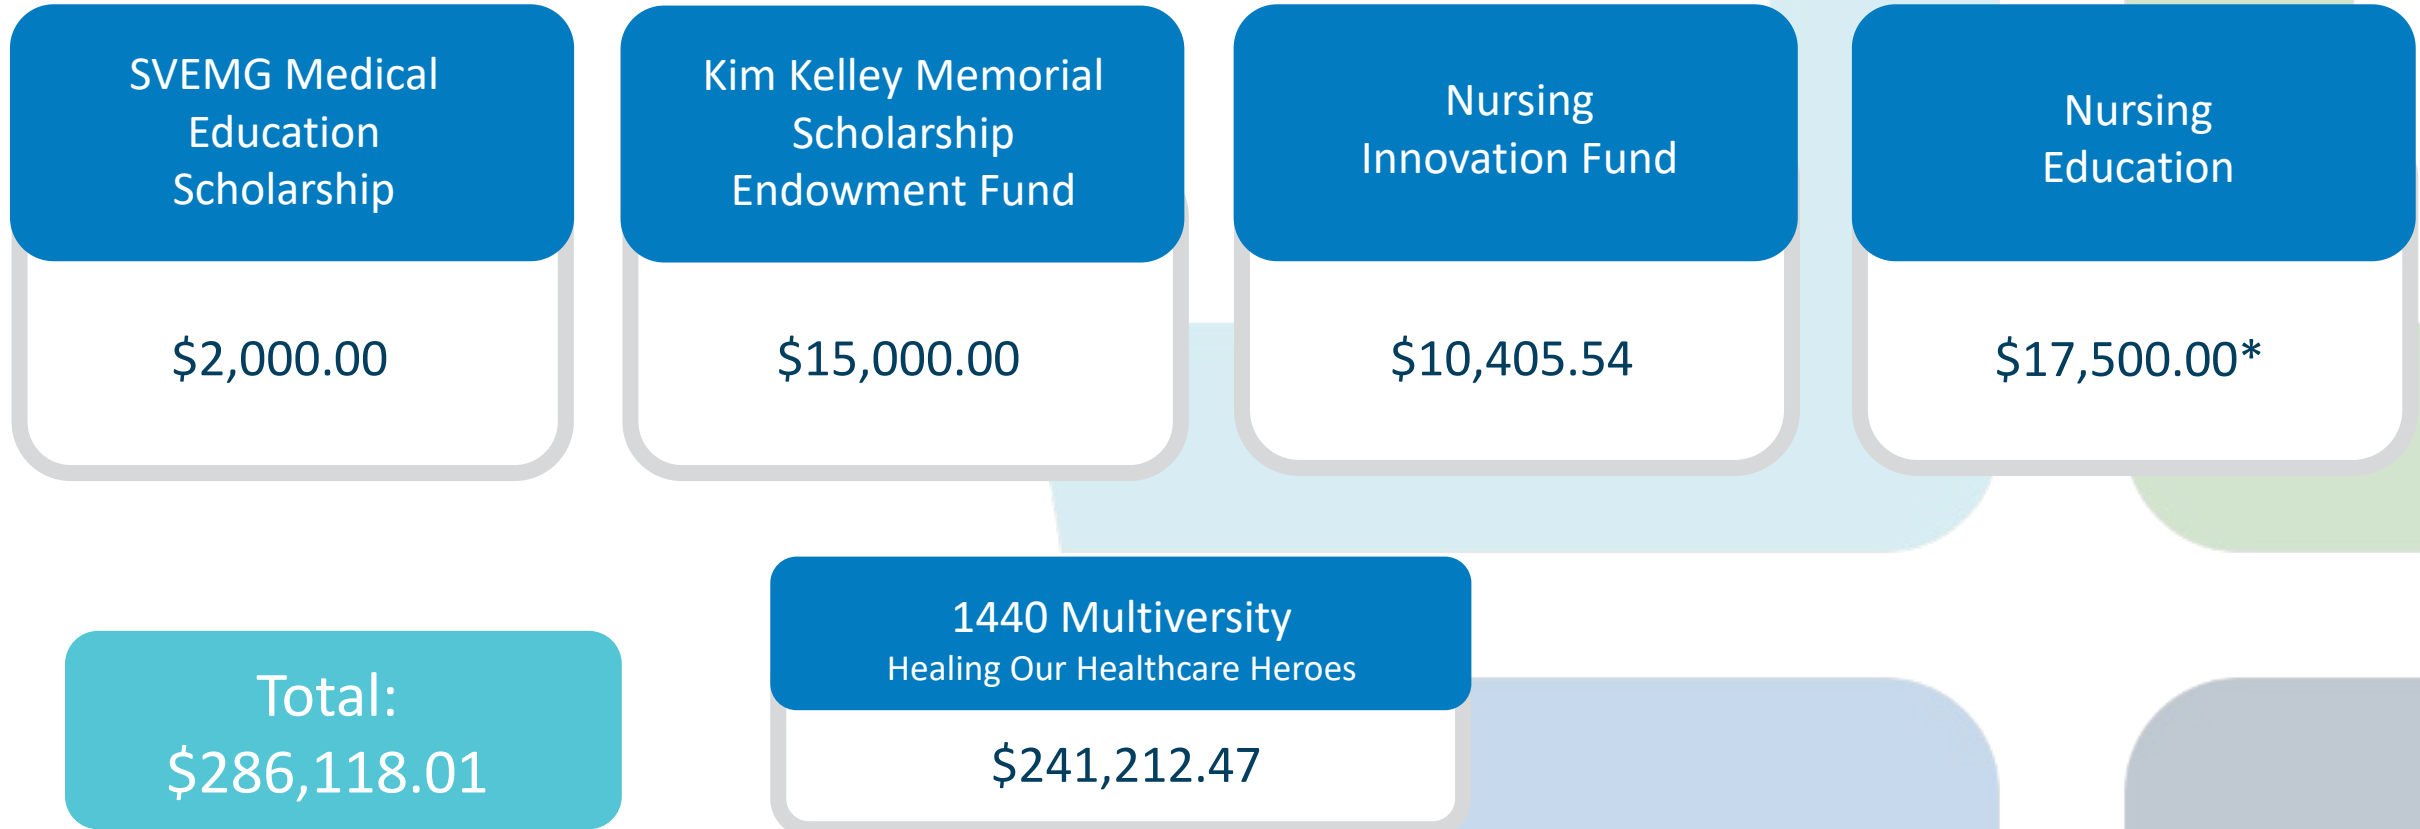 SVEMG Medical
Education
Scholarship
$2,000.00
Kim Kelley Memorial
Scholarship
Endowment Fund
$15,000.00
Nursing
Innovation Fund
$10,405.54
Nursing
Education
$17,500.00*
Total:
$286,118.01
1440 Multiversity
Healing Our Healthcare Heroes
$241,212.47